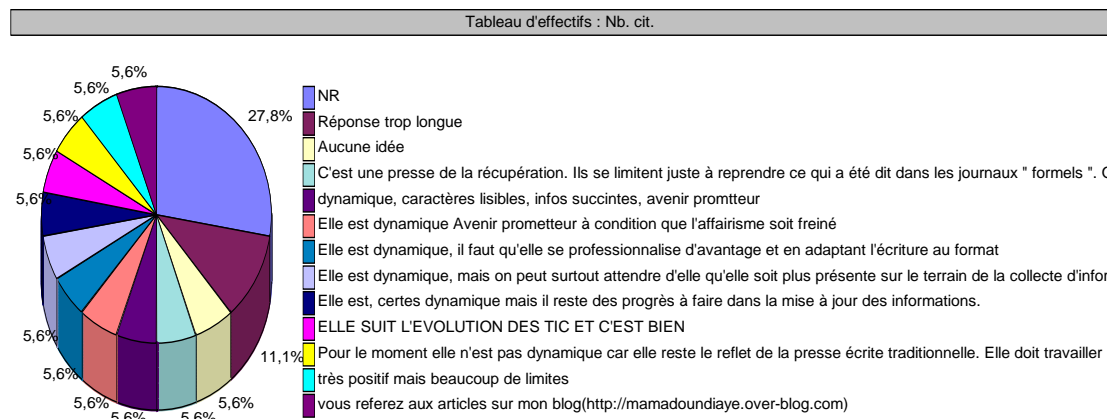 Tableau d'effectifs : Nb. cit.
5,6%
5,6%
5,6%
5,6%
5,6%
5,6%
5,6%
5,6%
5,6%
5,6%
5,6%
27,8%
11,1%
NR
Réponse trop longue
Aucune idée
C'est une presse de la récupération. Ils se limitent juste à reprendre ce qui a été dit dans les journaux " formels ".
dynamique, caractères lisibles, infos succintes, avenir promtteur
Elle est dynamique Avenir prometteur à condition que l'affairisme soit freiné
Elle est dynamique, il faut qu'elle se professionnalise d'avantage et en adaptant l'écriture au format
Elle est dynamique, mais on peut surtout attendre d'elle qu'elle soit plus présente sur le terrain de la collecte
Elle est, certes dynamique mais il reste des progrès à faire dans la mise à jour des informations.
ELLE SUIT L'EVOLUTION DES TIC ET C'EST BIEN
Pour le moment elle n'est pas dynamique car elle reste le reflet de la presse écrite traditionnelle. Elle doit travailler
très positif mais beaucoup de limites
vous referez aux articles sur mon blog(http://mamadoundiaye.over-blog.com)